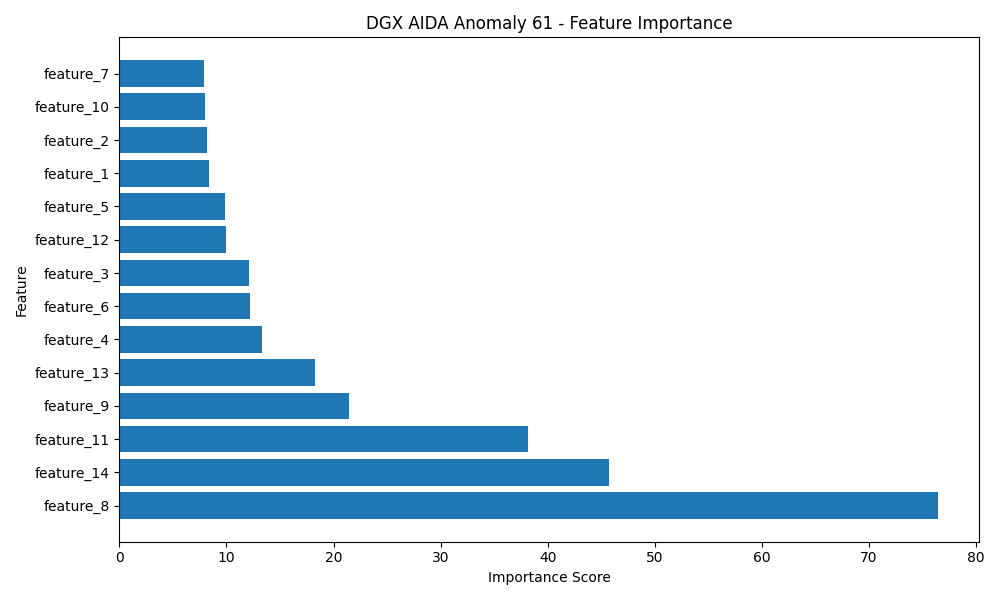 DGX AIDA Anomaly 61 - Feature Importance
feature_7
feature_10
feature_2
feature_1
feature_5
feature_12
feature_3
feature_6
feature_4
feature_13
feature_9
feature_11
feature_14
feature_8
Feature
0 10 20 30 40 50 60 70 80
Importance Score